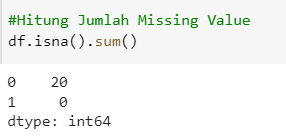 #Hitung Jumlah Missing Value
df.isna().sum()
0    20
1     0
dtype: int64